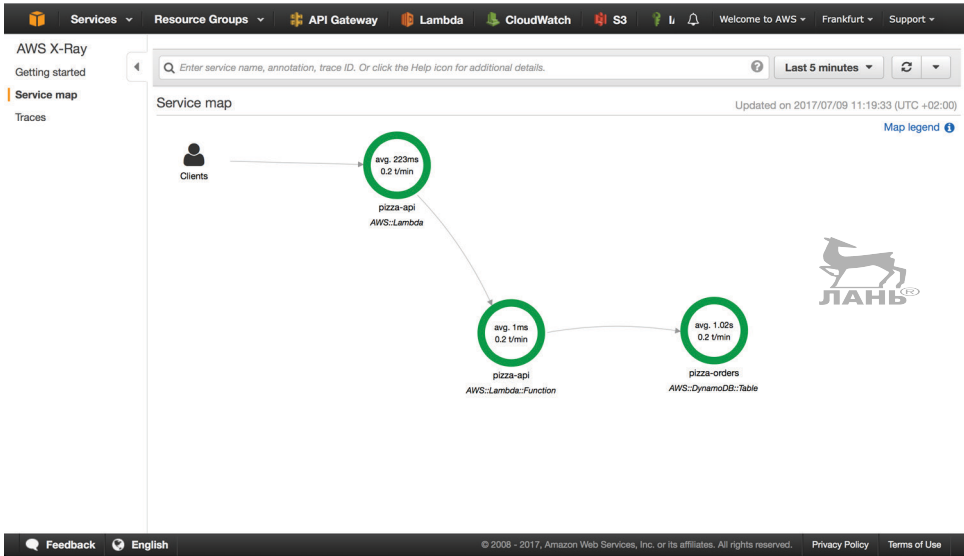 Services Resource Groups API Gateway Lambda CloudWatch S3 Welcome to AWS Frankfurt Support
AWS X-Ray
Getting started
Service map
Traces
Enter service name, annotation, trace ID. Or click the Help icon for additional details. ? Last 5 minutes
Service map Updated on 2017/07/09 11:19:33 (UTC +02:00)
Map legend
Clients
avg. 223ms
0.2 t/min
pizza-api
AWS::Lambda
ЛАНЬ®
avg. 1ms
0.2 t/min
pizza-api
AWS::Lambda::Function
avg. 1.02s
0.2 t/min
pizza-orders
AWS::DynamoDB::Table
Feedback English © 2008 - 2017, Amazon Web Services, Inc. or its affiliates. All rights reserved. Privacy Policy Terms of Use